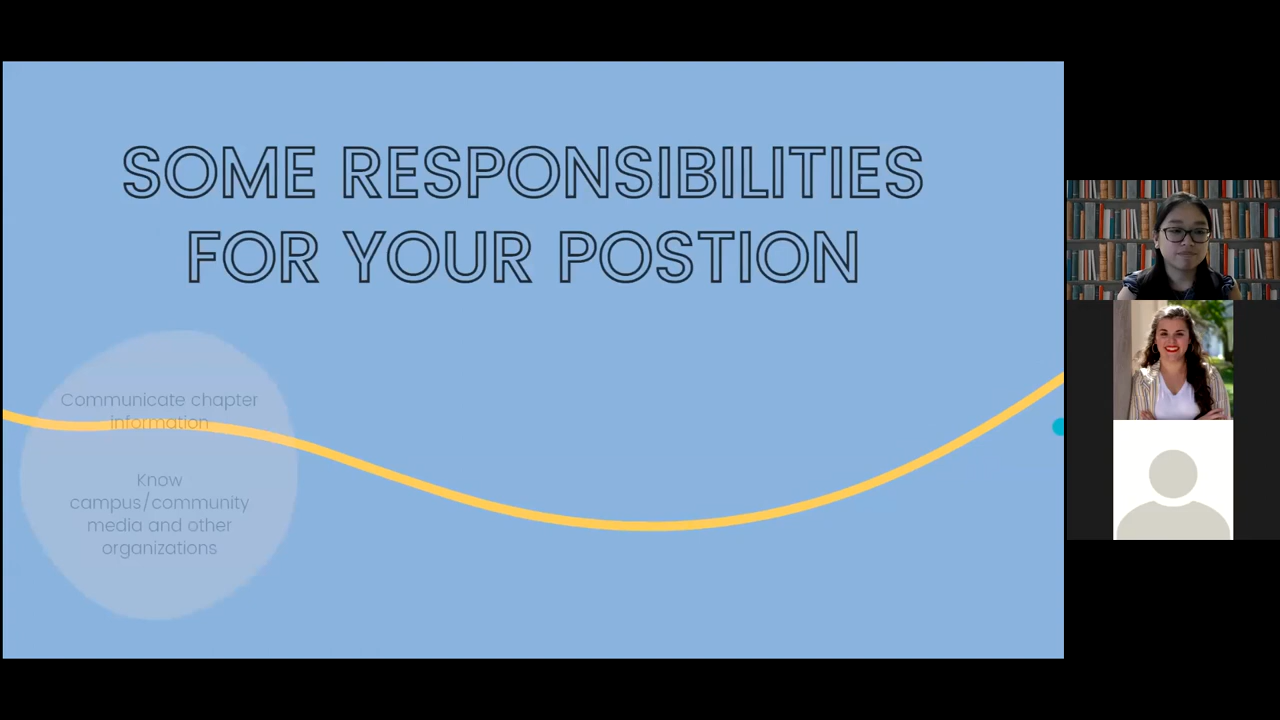 SOME RESPONSIBILITIES
FOR YOUR POSTION
Communicate chapter
information
Know
campus/community
media and other
organizations